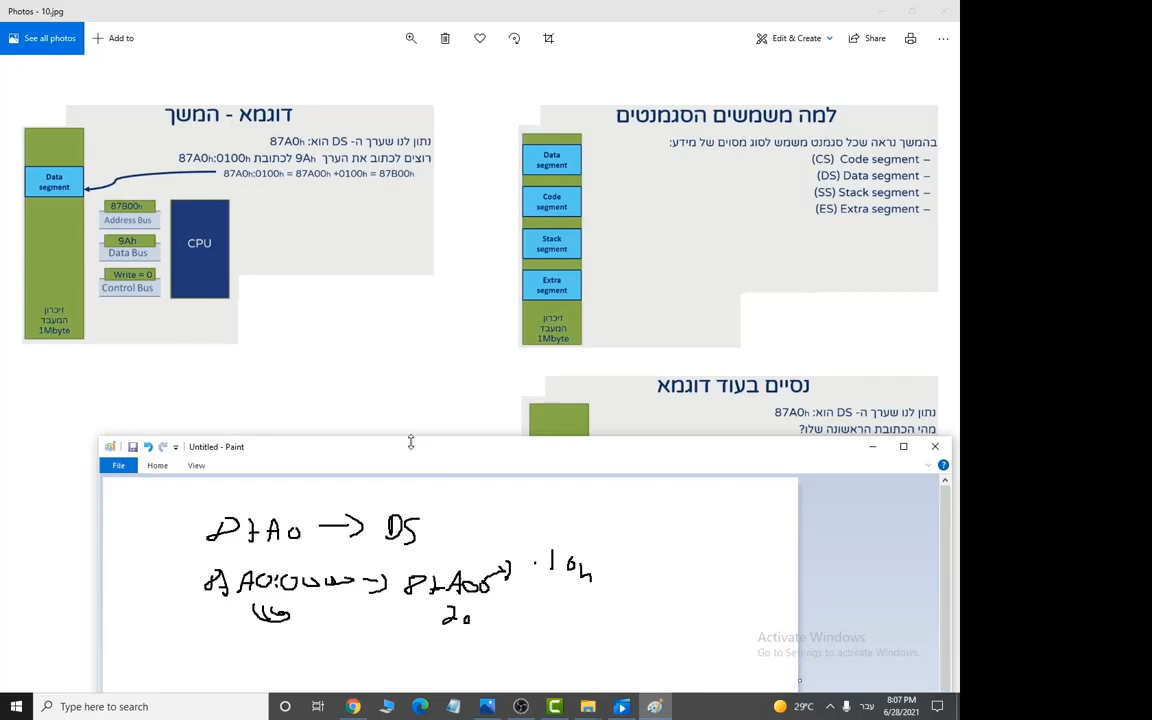 Photos - 10.jpg
See all photos
Add to
Edit & Create
Share
דוגמא - המשך
נתון לנו שערך ה- DS הוא: 87A0h
רוצים לכתוב את הערך 9Ah לכתובת 87A0h:0100h
87A0h:0100h = 87A00h +0100h = 87B00h
Data
segment
87B00h
Address Bus
9Ah
Data Bus
Write = 0
Control Bus
CPU
זיכרון
המעבד
1Mbyte
למה משמשים הסגמנטים
בהמשך נראה שכל סגמנט משמש לסוג מסוים של מידע:
– Code segment (CS)
– Data segment (DS)
– Stack segment (SS)
– Extra segment (ES)
Data
segment
Code
segment
Stack
segment
Extra
segment
זיכרון
המעבד
1Mbyte
נסיים בעוד דוגמא
נתון לנו שערך ה- DS הוא: 87A0h
מהי הכתובת הראשונה שלו?
Untitled - Paint
File
Home
View
87A0 → DS
87A00
10h
20
Activate Windows
Go to Settings to activate Windows.
Type here to search
29°C
עבר
8:07 PM
6/28/2021